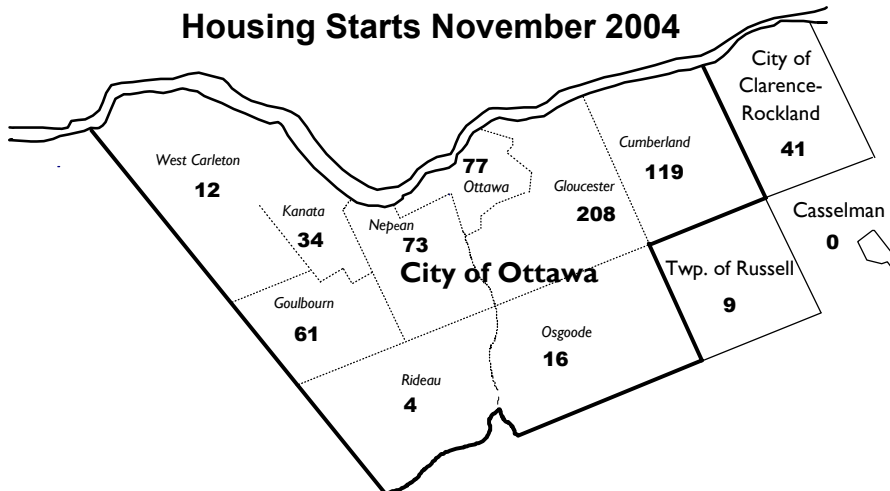 Housing Starts November 2004
City of
Clarence-
Rockland
41
Cumberland
119
West Carleton
12
77
Ottawa
Gloucester
208
Kanata
34
Nepean
73
Casselman
0
City of Ottawa
Twp. of Russell
9
Goulbourn
61
Osgoode
16
Rideau
4